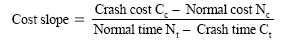 Cost slope = Crash cost C_c − Normal cost N_c / Normal time N_t − Crash time C_t